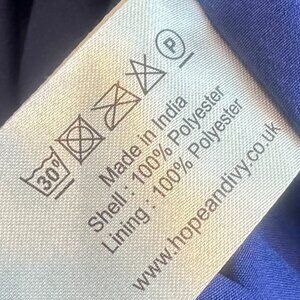 30°
P
Made in India
Shell : 100% Polyester
Lining : 100% Polyester
www.hopeandivy.co.uk